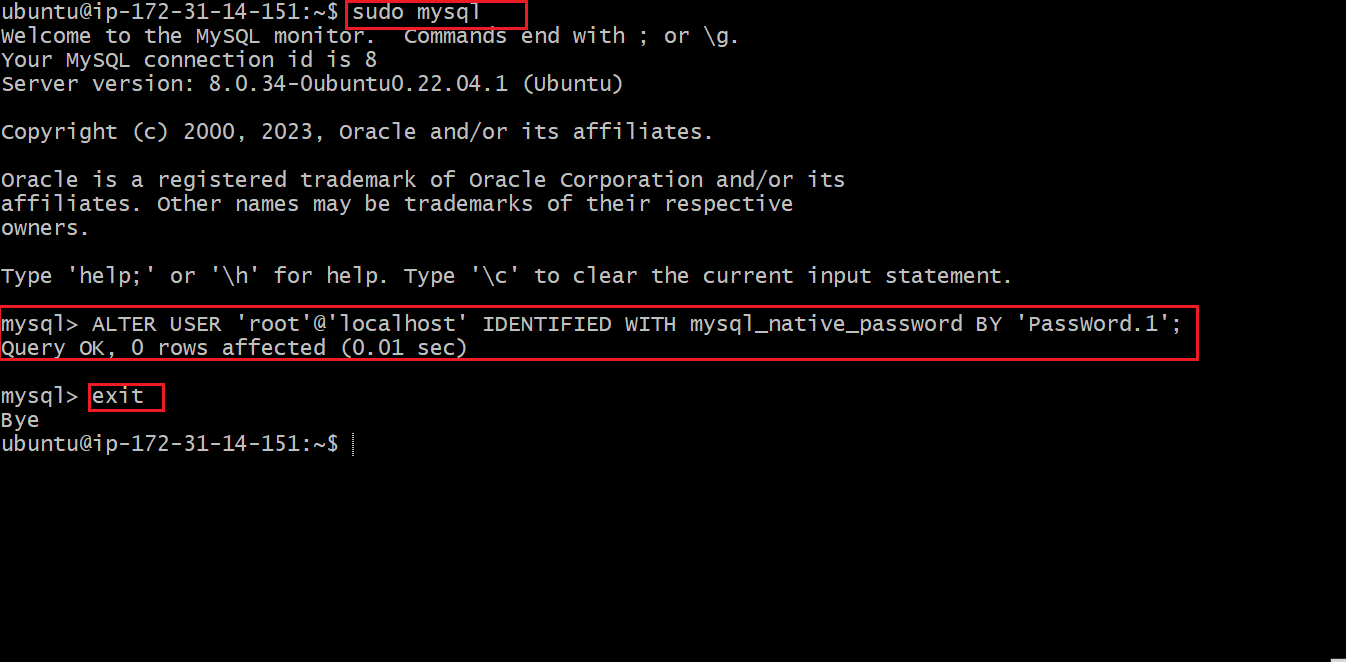 ubuntu@ip-172-31-14-151:~$ sudo mysql
Welcome to the MySQL monitor.  Commands end with ; or \g.
Your MySQL connection id is 8
Server version: 8.0.34-0ubuntu0.22.04.1 (Ubuntu)
Copyright (c) 2000, 2023, Oracle and/or its affiliates.
Oracle is a registered trademark of Oracle Corporation and/or its
affiliates. Other names may be trademarks of their respective
owners.
Type 'help;' or '\h' for help. Type '\c' to clear the current input statement.
mysql> ALTER USER 'root'@'localhost' IDENTIFIED WITH mysql_native_password BY 'PassWord.1';
Query OK, 0 rows affected (0.01 sec)
mysql> exit
Bye
ubuntu@ip-172-31-14-151:~$